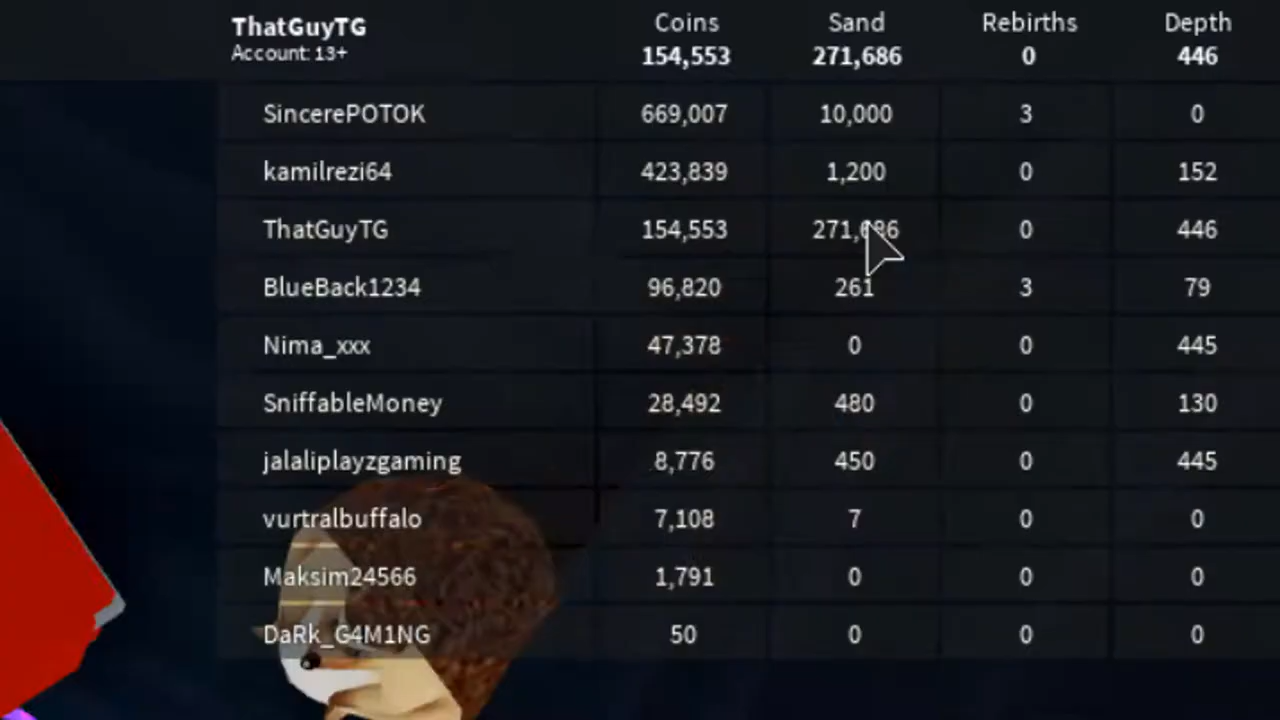 ThatGuyTG Coins Sand Rebirths Depth
Account: 13+ 154,553 271,686 0 446
SincerePOTOK 669,007 10,000 3 0
kamilrezi64 423,839 1,200 0 152
ThatGuyTG 154,553 271,686 0 446
BlueBack1234 96,820 261 3 79
Nima_xxx 47,378 0 0 445
SniffableMoney 28,492 480 0 130
jalaliplayzgaming 8,776 450 0 445
vurtralbuffalo 7,108 7 0 0
Maksim24566 1,791 0 0 0
DaRk_G4M1NG 50 0 0 0